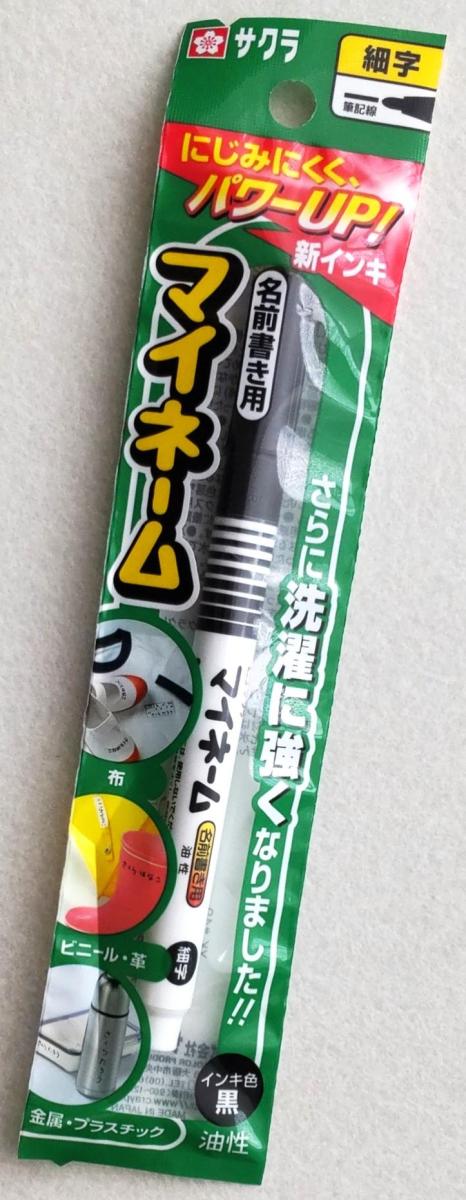 サクラ
細字
筆記線
にじみにくく、
パワーUP!
新インキ
マイネーム
名前書き用
さらに洗濯に強くなりました!!
マイネーム
名前書き用
油性
細字
布
ビニール・革
金属・プラスチック
インキ色
黒
油性
MADE IN JAPAN